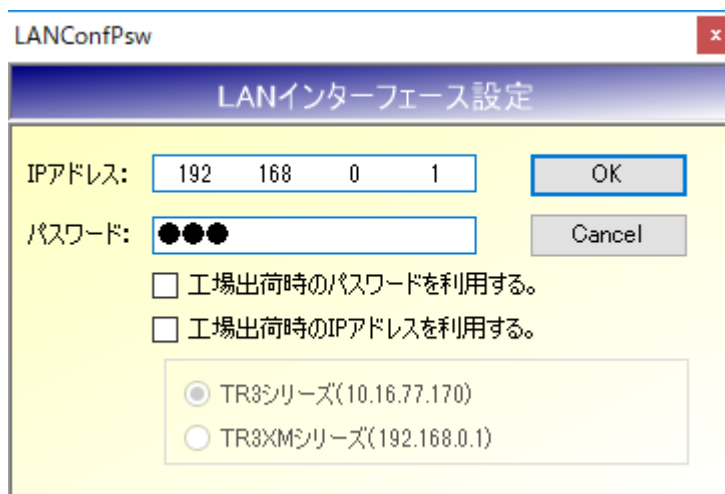 LANConfPsw
x
LANインターフェース設定
IPアドレス: 192 168 0 1 OK
パスワード: ●●● Cancel
工場出荷時のパスワードを利用する。
工場出荷時のIPアドレスを利用する。
TR3シリーズ(10.16.77.170)
TR3XMシリーズ(192.168.0.1)